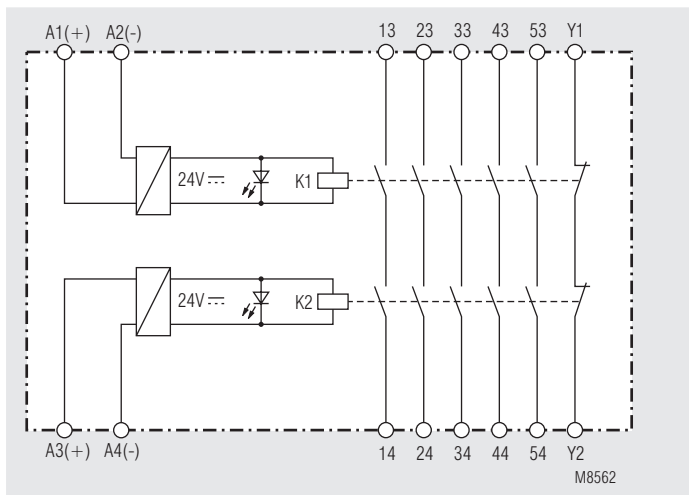 A1(+) A2(-) 13 23 33 43 53 Y1
24V K1
24V K2
A3(+) A4(-) 14 24 34 44 54 Y2
M8562